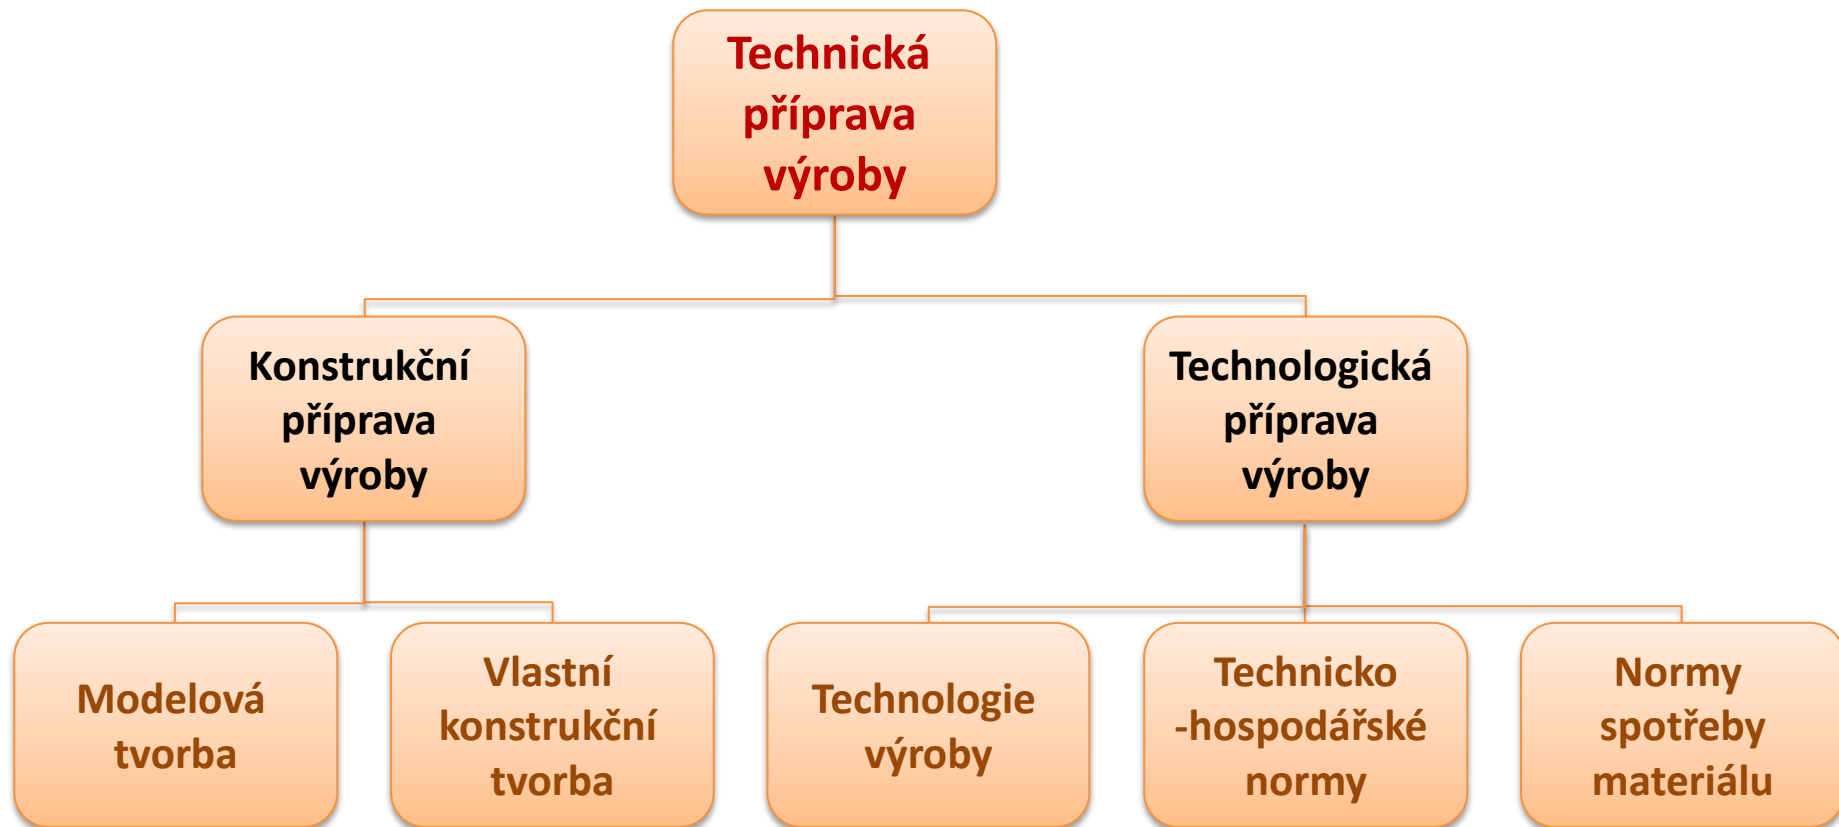 Technická
příprava
výroby
Konstrukční
příprava
výroby
Technologická
příprava
výroby
Modelová
tvorba
Vlastní
konstrukční
tvorba
Technologie
výroby
Technicko
-hospodářské
normy
Normy
spotřeby
materiálu